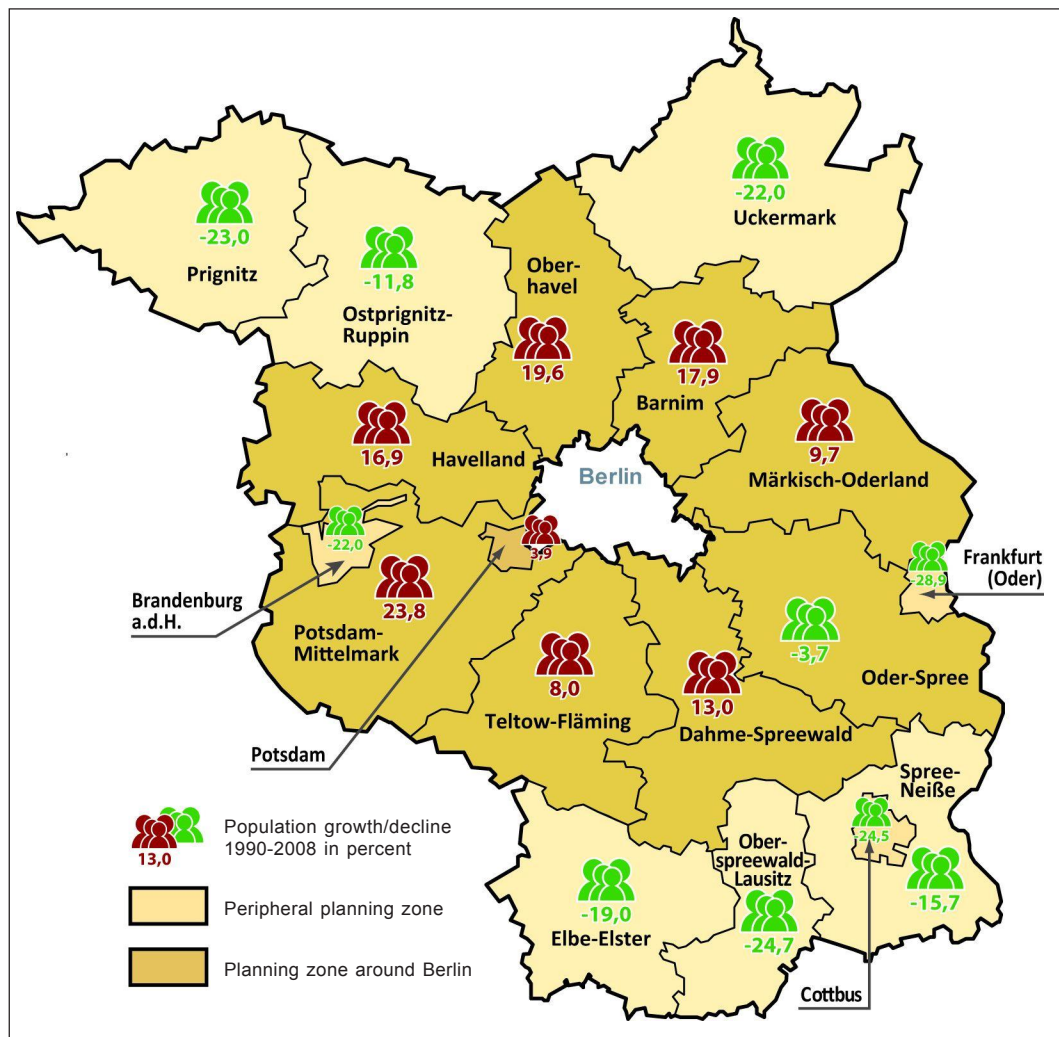 -22,0
Uckermark
-23,0
Prignitz
-11,8
Ostprignitz-
Ruppin
Ober-
havel
19,6
17,9
Barnim
16,9
Havelland
9,7
Märkisch-Oderland
Berlin
-22,0
3,9
Brandenburg
a.d.H.
23,8
Potsdam-
Mittelmark
-28,9
Frankfurt
(Oder)
-3,7
Oder-Spree
8,0
Teltow-Fläming
13,0
Dahme-Spreewald
Potsdam
Spree-
Neiße
-24,5
-15,7
Ober-
spreewald-
Lausitz
-24,7
-19,0
Elbe-Elster
Cottbus
13,0
Population growth/decline
1990-2008 in percent
Peripheral planning zone
Planning zone around Berlin